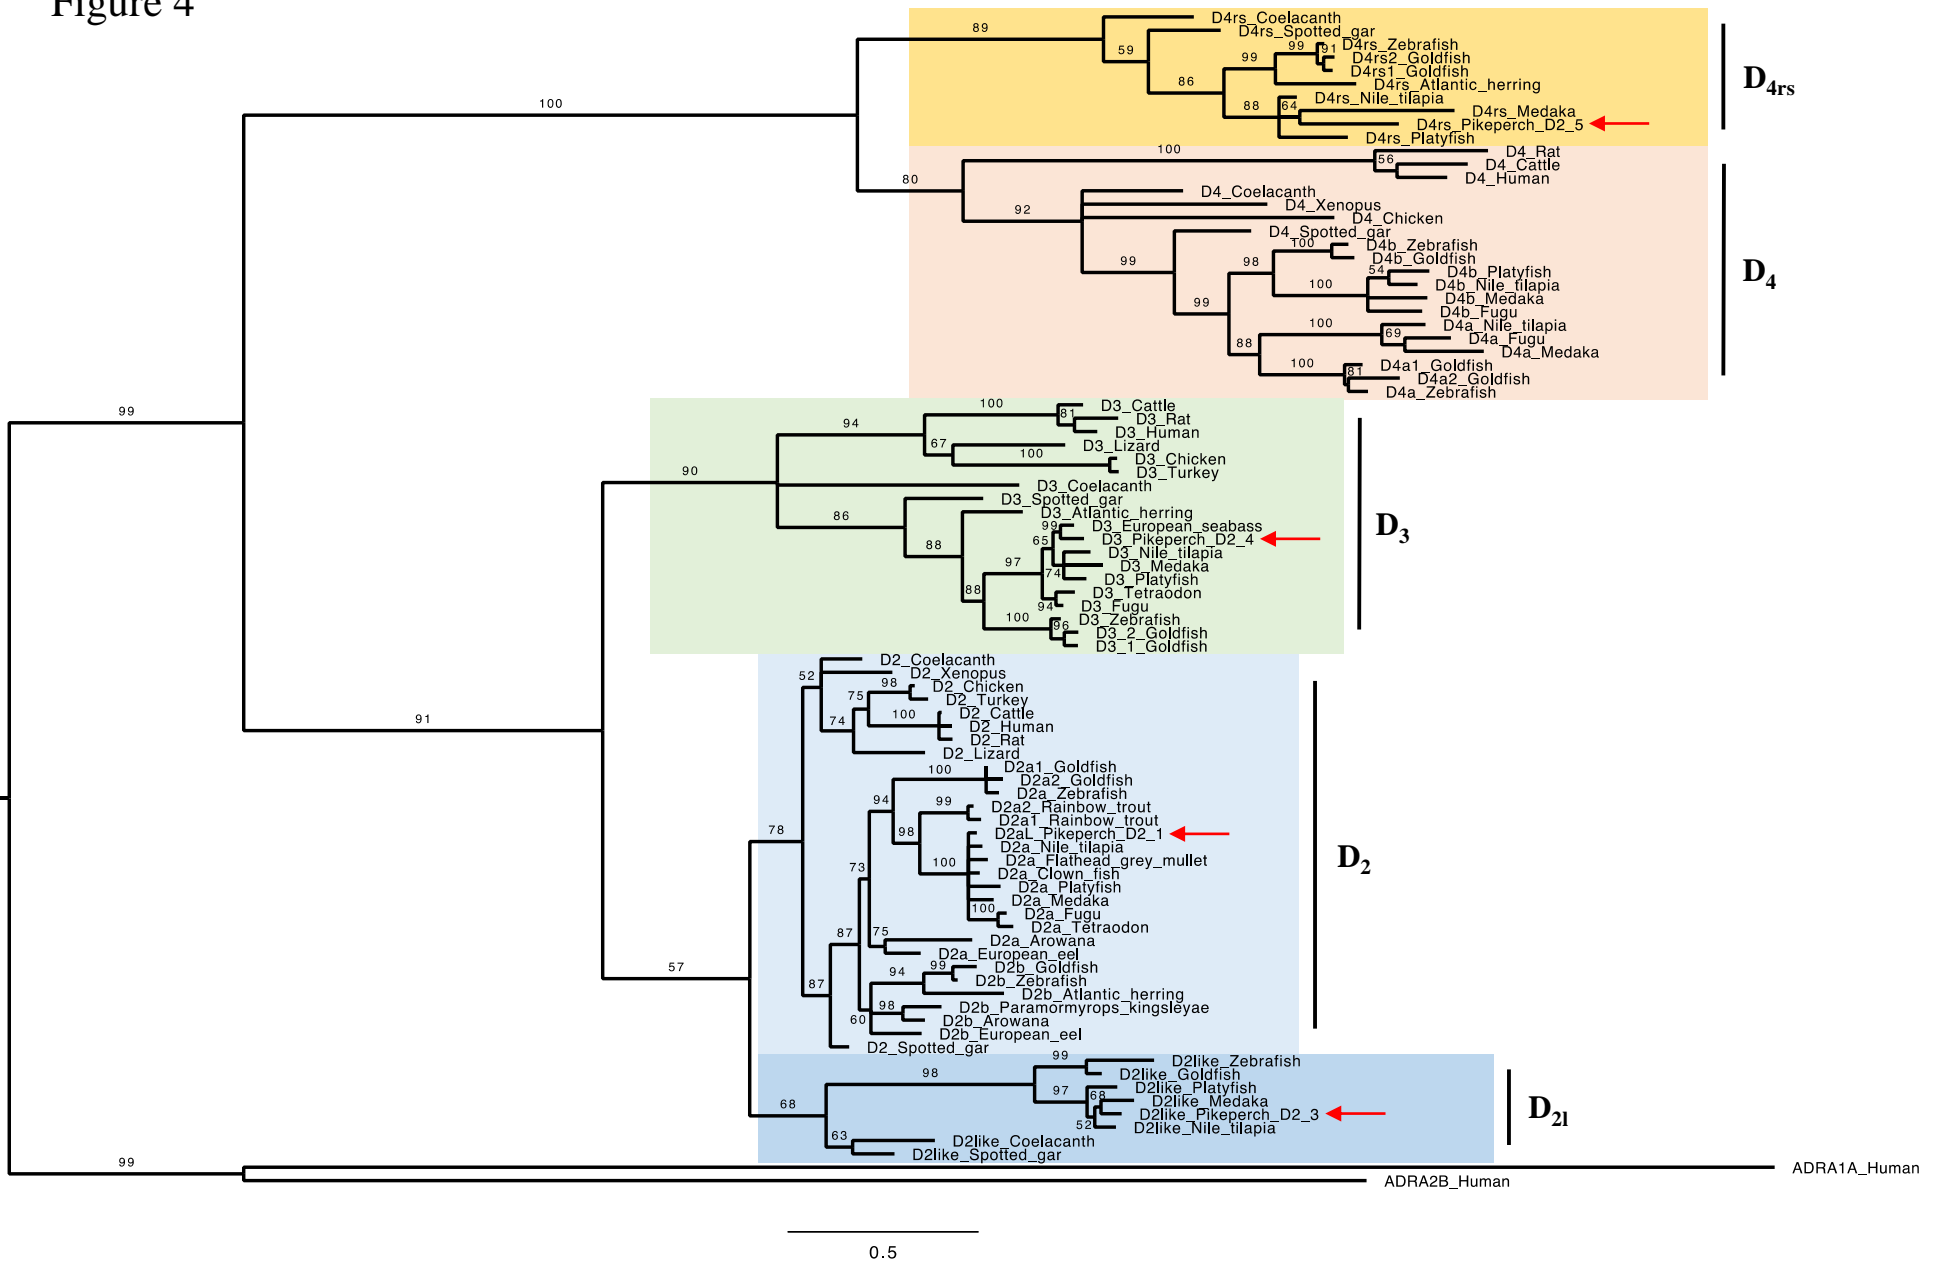 Figure 4
89
D4rs_Coelacanth
D4rs_Spotted_gar
59
99
91
D4rs_Zebrafish
D4rs2_Goldfish
99
D4rs1_Goldfish
86
D4rs_Atlantic_herring
D4rs_Nile_tilapia
88
64
D4rs_Medaka
D4rs_Pikeperch_D2_5
D4rs_Platyfish
D4rs
100
100
D4_Rat
56
D4_Cattle
D4_Human
80
D4_Coelacanth
D4_Xenopus
92
D4_Chicken
D4_Spotted_gar
100
D4b_Zebrafish
D4b_Goldfish
99
98
54
D4b_Platyfish
D4b_Nile_tilapia
100
D4b_Medaka
D4b_Fugu
99
D4a_Nile_tilapia
100
69
D4a_Fugu
88
D4a_Medaka
100
81
D4a1_Goldfish
D4a2_Goldfish
D4a_Zebrafish
D4
99
100
D3_Cattle
81
D3_Rat
94
D3_Human
67
D3_Lizard
100
D3_Chicken
D3_Turkey
90
D3_Coelacanth
D3_Spotted_gar
86
D3_Atlantic_herring
99
D3_European_seabass
65
D3_Pikeperch_D2_4
88
D3_Nile_tilapia
97
74
D3_Medaka
D3_Platyfish
88
D3_Tetraodon
94
D3_Fugu
100
96
D3_Zebrafish
D3_2_Goldfish
D3_1_Goldfish
D3
91
52
D2_Coelacanth
D2_Xenopus
98
D2_Chicken
75
D2_Turkey
100
D2_Cattle
74
D2_Human
D2_Rat
D2_Lizard
100
D2a1_Goldfish
D2a2_Goldfish
D2a_Zebrafish
94
99
D2a2_Rainbow_trout
D2a1_Rainbow_trout
78
98
D2aL_Pikeperch_D2_1
D2a_Nile_tilapia
73
100
D2a_Flathead_grey_mullet
D2a_Clown_fish
D2a_Platyfish
D2a_Medaka
100
D2a_Fugu
D2a_Tetraodon
87
75
D2a_Arowana
D2a_European_eel
94
99
D2b_Goldfish
D2b_Zebrafish
87
D2b_Atlantic_herring
98
D2b_Paramormyrops_kingsleyae
60
D2b_Arowana
D2b_European_eel
D2_Spotted_gar
D2
57
99
D2like_Zebrafish
98
D2like_Goldfish
97
D2like_Platyfish
68
D2like_Medaka
68
D2like_Pikeperch_D2_3
52
D2like_Nile_tilapia
63
D2like_Coelacanth
D2like_Spotted_gar
D2l
99
ADRA1A_Human
ADRA2B_Human
0.5